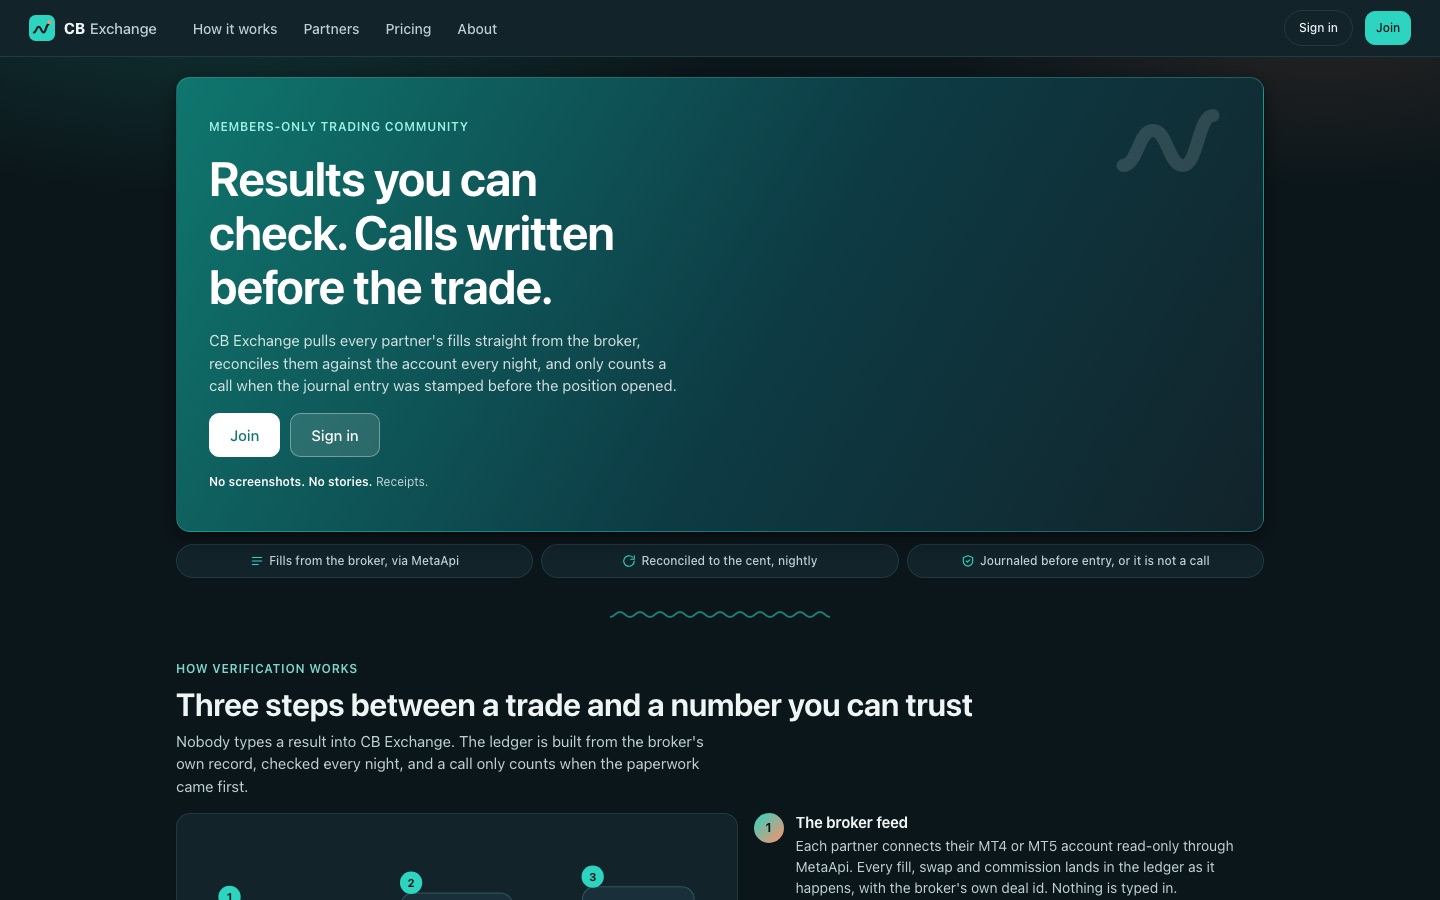 CB Exchange
How it works
Partners
Pricing
About
Sign in
Join
MEMBERS-ONLY TRADING COMMUNITY
Results you can
check. Calls written
before the trade.
CB Exchange pulls every partner's fills straight from the broker,
reconciles them against the account every night, and only counts a
call when the journal entry was stamped before the position opened.
Join
Sign in
No screenshots. No stories. Receipts.
Fills from the broker, via MetaApi
Reconciled to the cent, nightly
Journaled before entry, or it is not a call
HOW VERIFICATION WORKS
Three steps between a trade and a number you can trust
Nobody types a result into CB Exchange. The ledger is built from the broker's
own record, checked every night, and a call only counts when the paperwork
came first.
1
2
3
1
The broker feed
Each partner connects their MT4 or MT5 account read-only through
MetaApi. Every fill, swap and commission lands in the ledger as it
happens, with the broker's own deal id. Nothing is typed in.